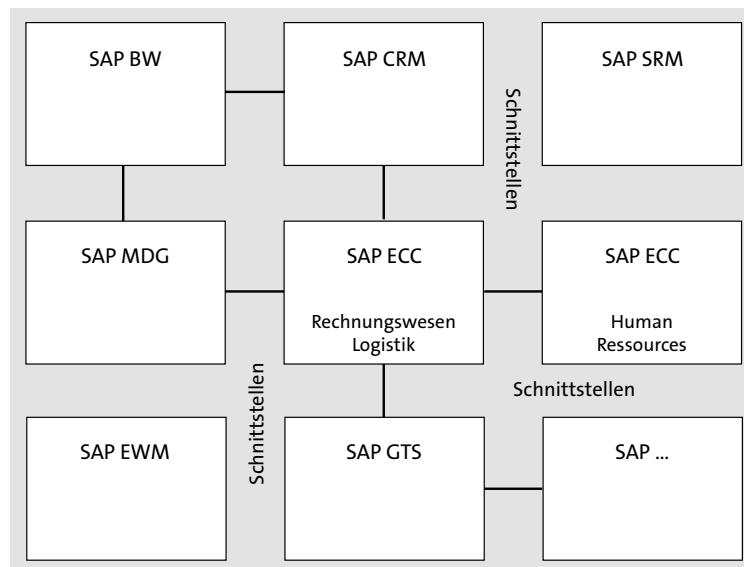 SAP BW
SAP CRM
SAP SRM
Schnittstellen
SAP MDG
SAP ECC
Rechnungswesen
Logistik
SAP ECC
Human
Ressources
Schnittstellen
Schnittstellen
SAP EWM
SAP GTS
SAP ...